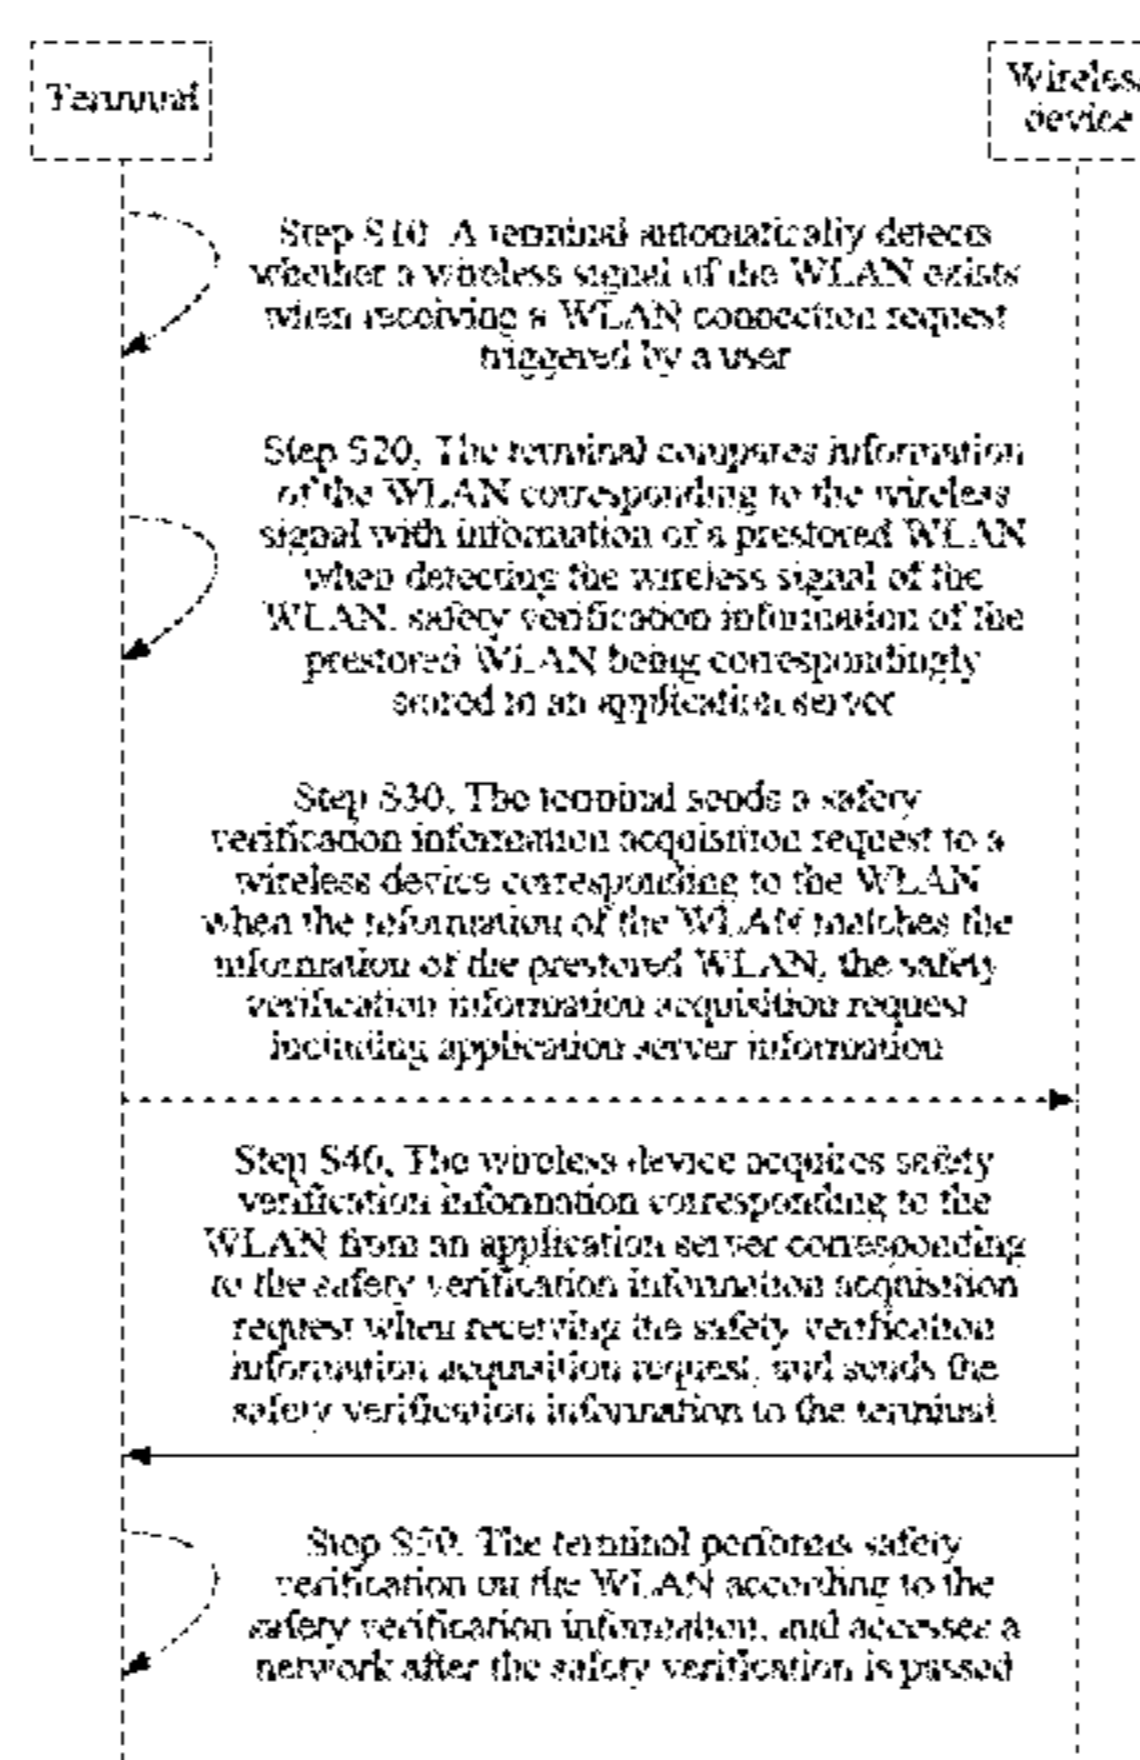 Terminal
Wireless
device
Step S10, A terminal automatically detects
whether a wireless signal of the WLAN exists
when receiving a WLAN connection request
triggered by a user
Step S20, The terminal compares information
of the WLAN corresponding to the wireless
signal with information of a prestored WLAN
when detecting the wireless signal of the
WLAN, safety verification information of the
prestored WLAN being correspondingly
stored in an application server
Step S30, The terminal sends a safety
verification information acquisition request to a
wireless device corresponding to the WLAN
when the information of the WLAN matches the
information of the prestored WLAN, the safety
verification information acquisition request
including application server information
Step S40, The wireless device acquires safety
verification information corresponding to the
WLAN from an application server corresponding
to the safety verification information acquisition
request when receiving the safety verification
information acquisition request, and sends the
safety verification information to the terminal
Step S50, The terminal performs safety
verification on the WLAN according to the
safety verification information, and accesses a
network after the safety verification is passed